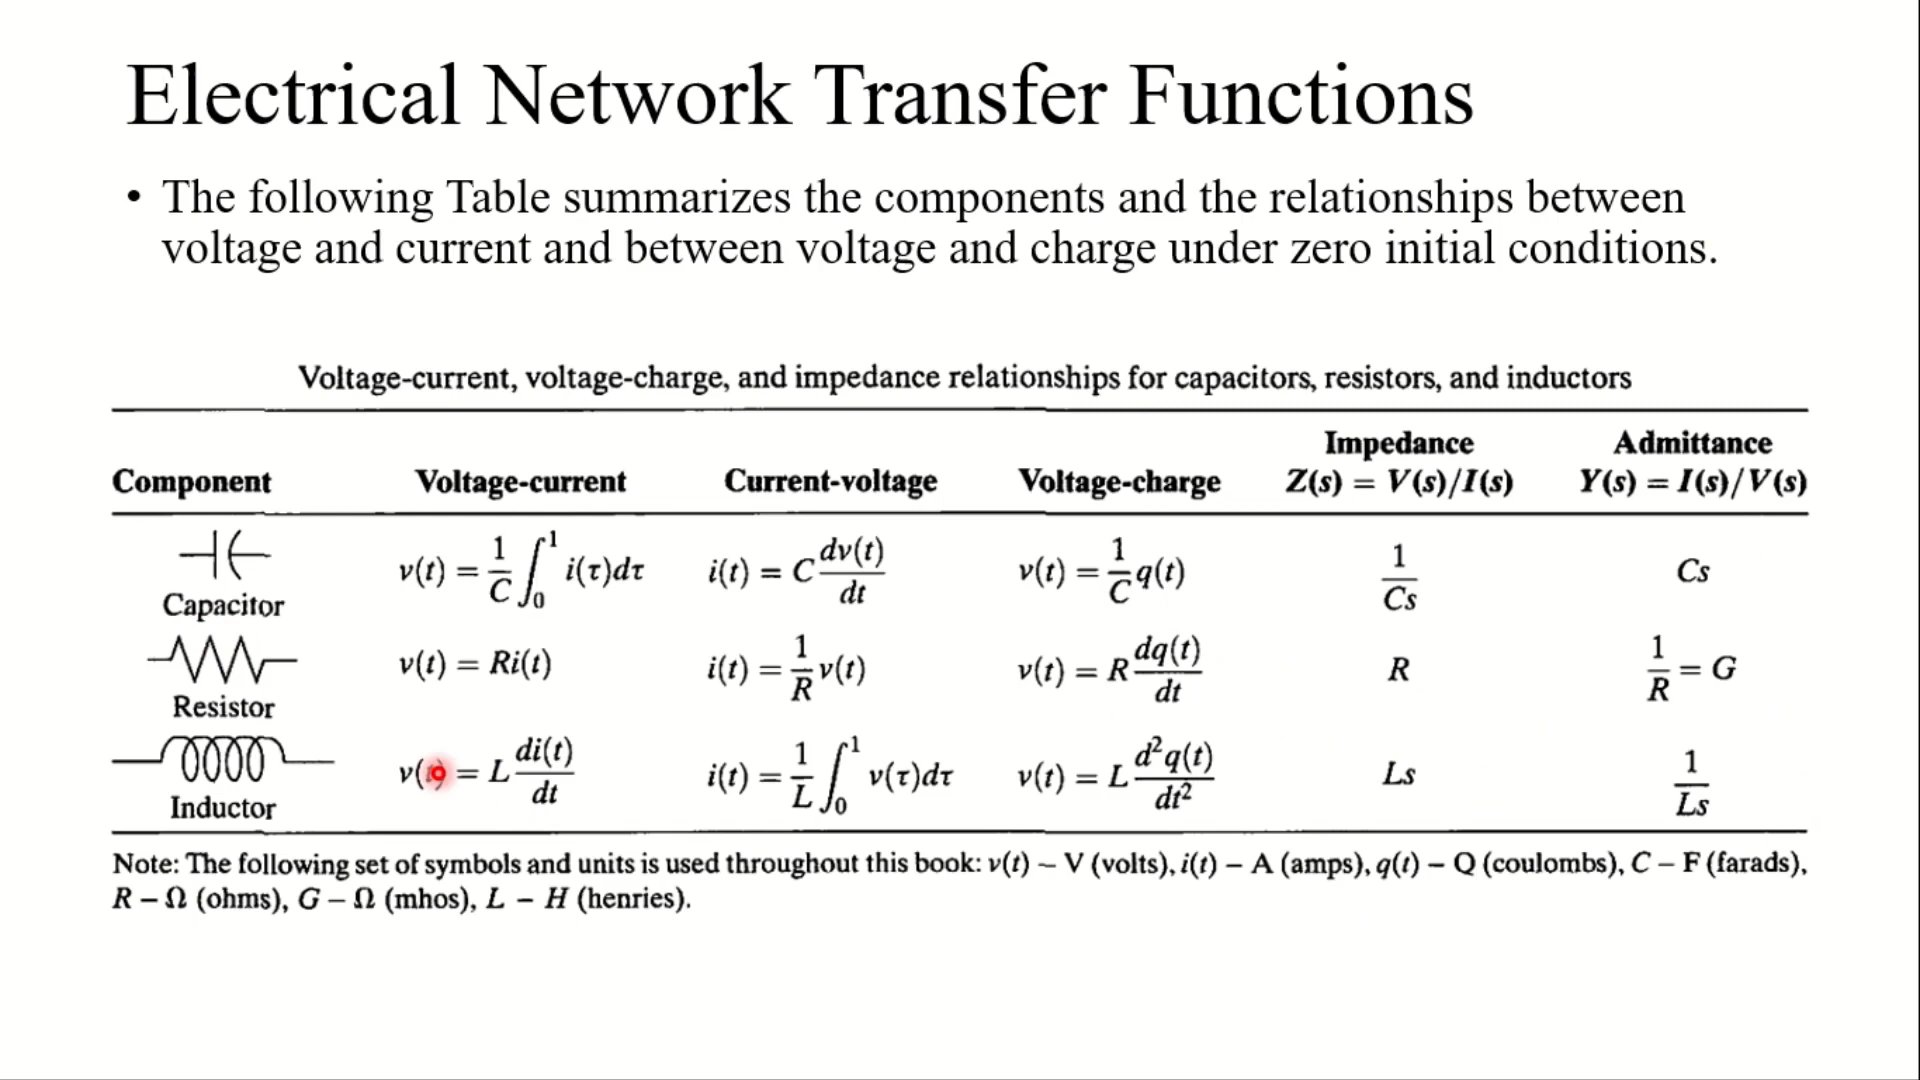 Electrical Network Transfer Functions
• The following Table summarizes the components and the relationships between
voltage and current and between voltage and charge under zero initial conditions.
Voltage-current, voltage-charge, and impedance relationships for capacitors, resistors, and inductors
Component Voltage-current Current-voltage Voltage-charge Impedance Z(s) = V(s)/I(s) Admittance Y(s) = I(s)/V(s)
Capacitor v(t) = 1/C ∫₀¹ i(τ)dτ i(t) = C dv(t)/dt v(t) = 1/C q(t) 1/Cs Cs
Resistor v(t) = Ri(t) i(t) = 1/R v(t) v(t) = R dq(t)/dt R 1/R = G
Inductor v( ) = L di(t)/dt i(t) = 1/L ∫₀¹ v(τ)dτ v(t) = L d²q(t)/dt² Ls 1/Ls
Note: The following set of symbols and units is used throughout this book: v(t) – V (volts), i(t) – A (amps), q(t) – Q (coulombs), C – F (farads),
R – Ω (ohms), G – Ω (mhos), L – H (henries).